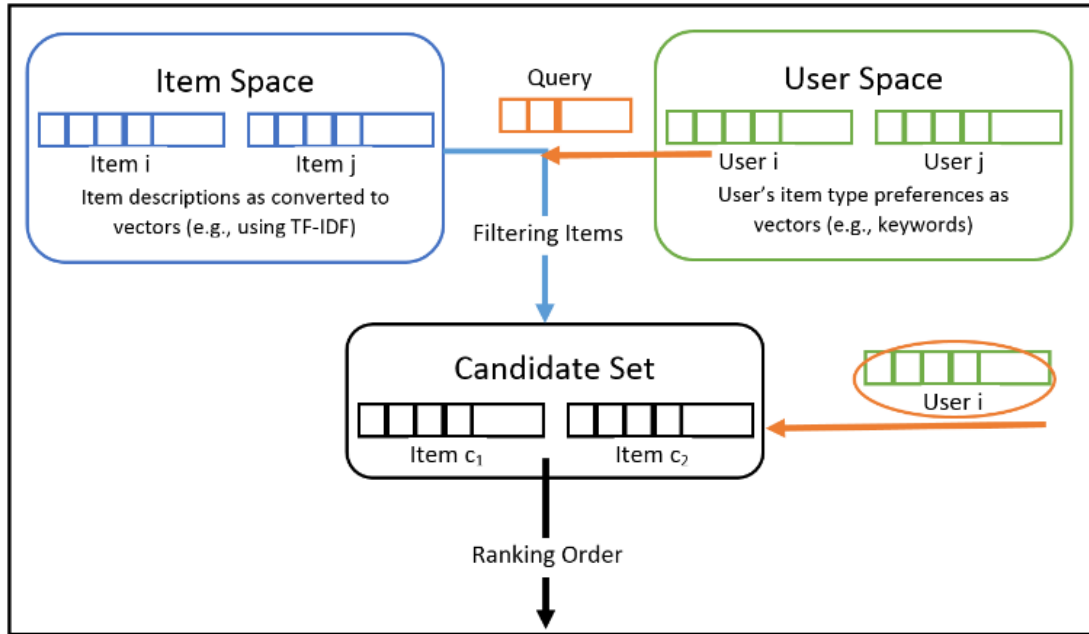 Item Space
Item i
Item j
Item descriptions as converted to
vectors (e.g., using TF-IDF)
Query
User Space
User i
User j
User's item type preferences as
vectors (e.g., keywords)
Filtering Items
Candidate Set
Item c₁
Item c₂
User i
Ranking Order